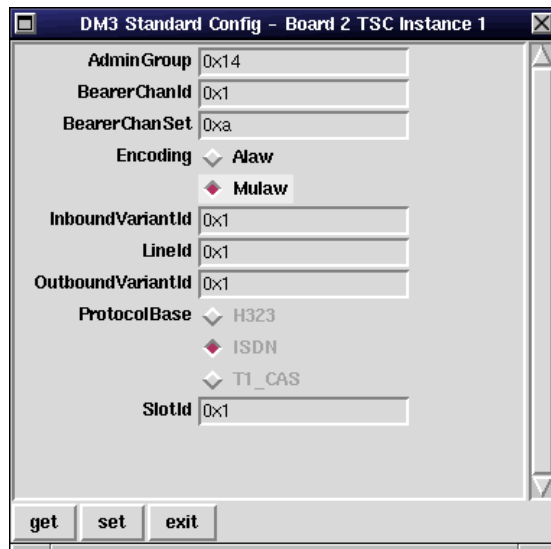 DM3 Standard Config - Board 2 TSC Instance 1
AdminGroup 0x14
BearerChanId 0x1
BearerChanSet 0xa
Encoding Alaw
Mulaw
InboundVariantId 0x1
LineId 0x1
OutboundVariantId 0x1
ProtocolBase H323
ISDN
T1_CAS
SlotId 0x1
get set exit